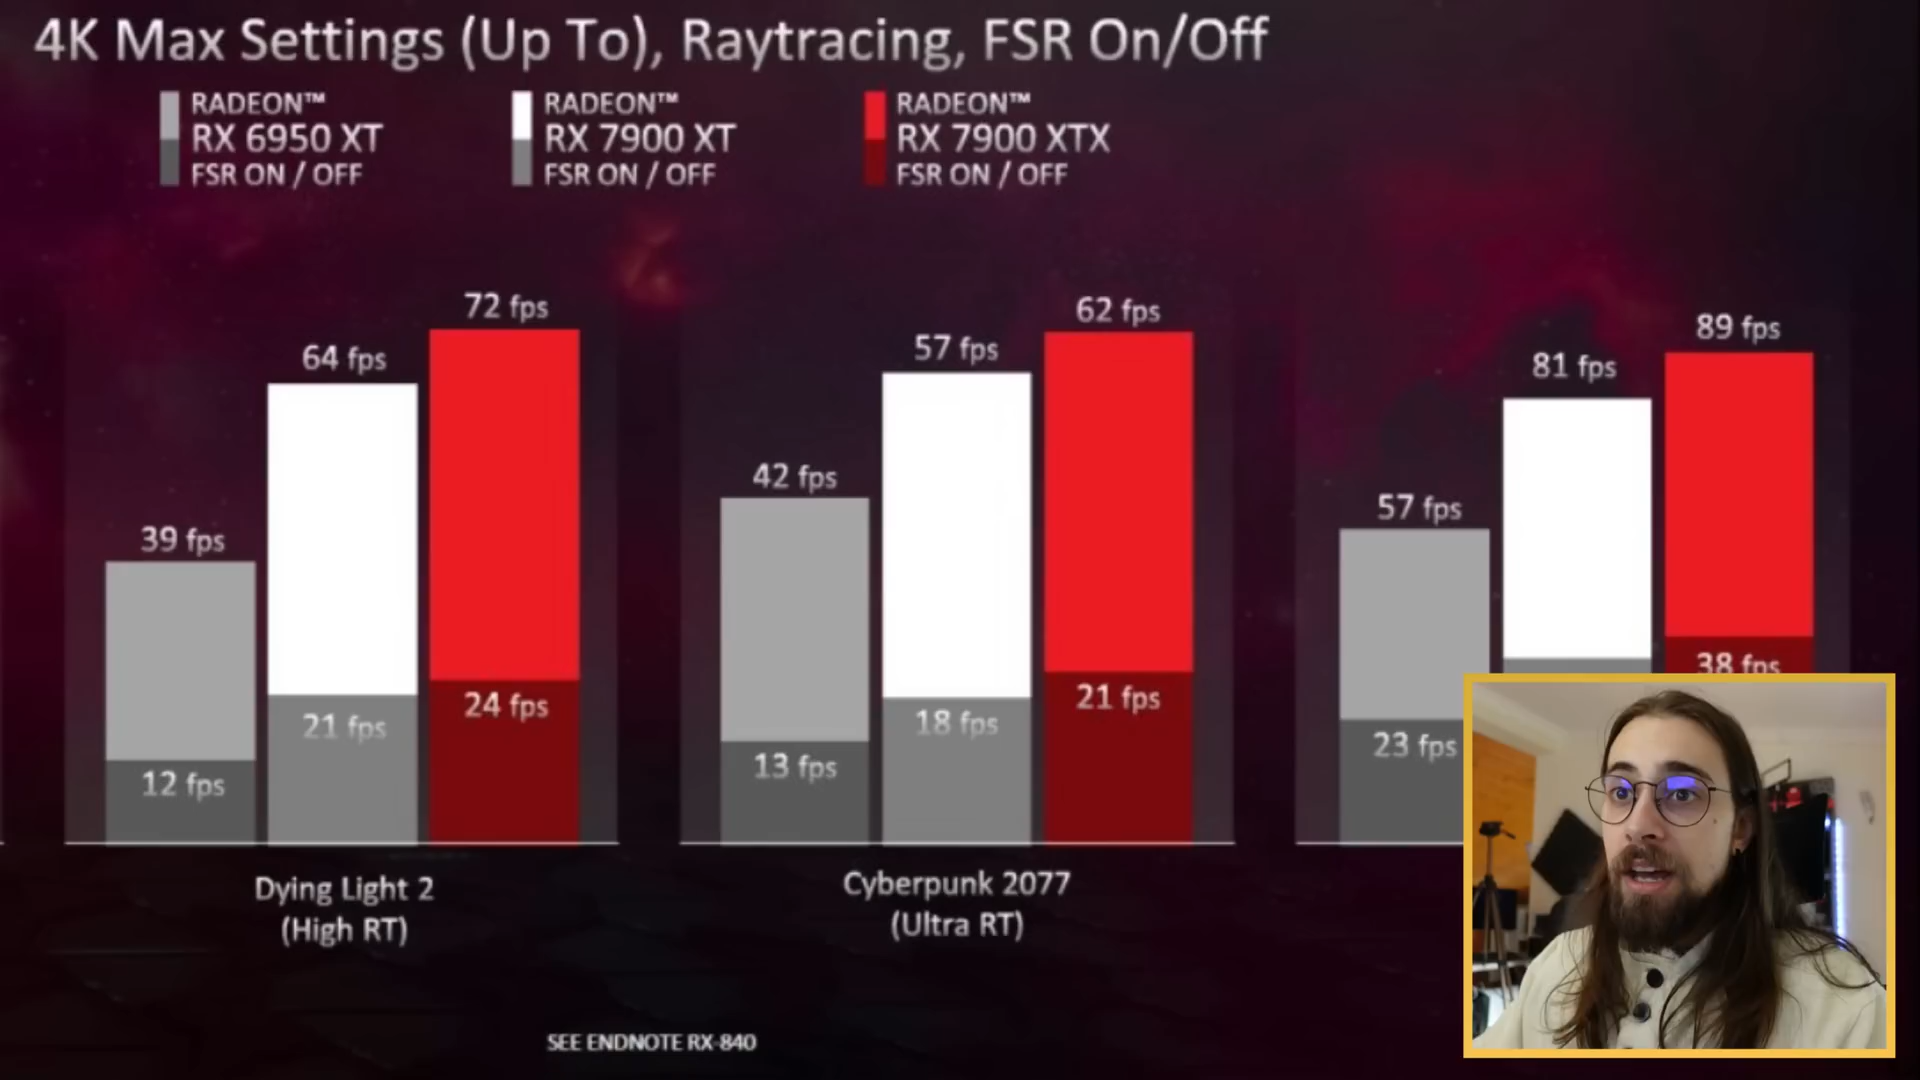 4K Max Settings (Up To), Raytracing, FSR On/Off
RADEON™
RX 6950 XT
FSR ON / OFF
RADEON™
RX 7900 XT
FSR ON / OFF
RADEON™
RX 7900 XTX
FSR ON / OFF
39 fps
12 fps
64 fps
21 fps
72 fps
24 fps
Dying Light 2
(High RT)
42 fps
13 fps
57 fps
18 fps
62 fps
21 fps
Cyberpunk 2077
(Ultra RT)
57 fps
23 fps
81 fps
89 fps
38 fps
SEE ENDNOTE RX-840